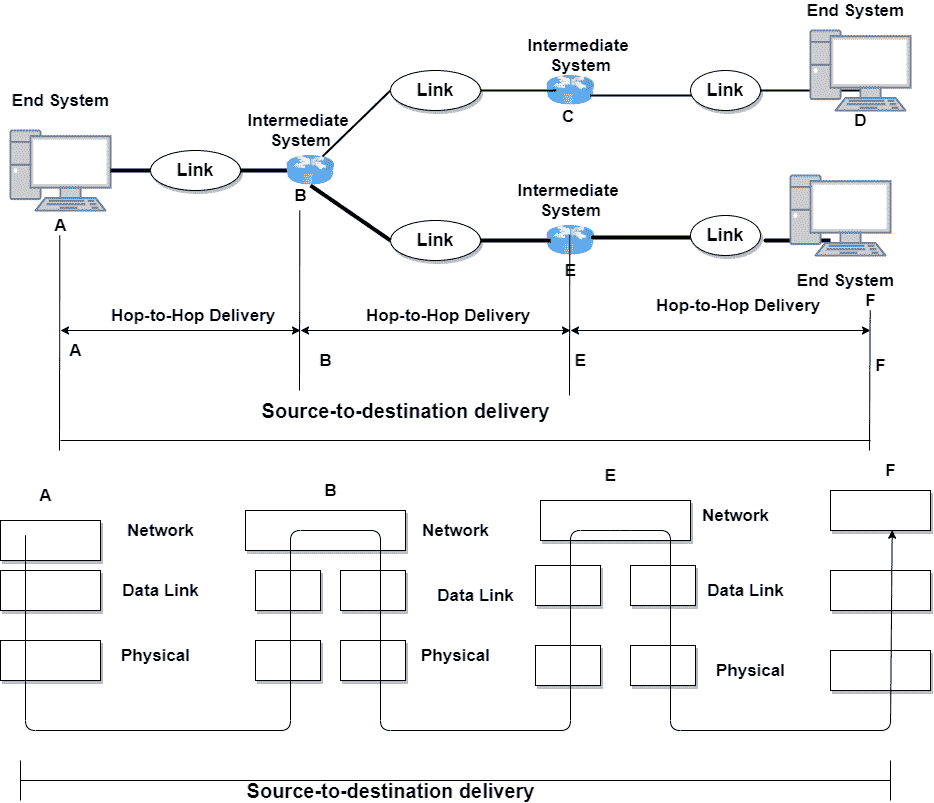 End System
Intermediate
System
Link
C
Link
D
End System
Intermediate
System
Link
A
B
Link
Intermediate
System
E
Link
End System
F
Hop-to-Hop Delivery
Hop-to-Hop Delivery
Hop-to-Hop Delivery
A
B
E
F
Source-to-destination delivery
A
B
E
F
Network
Network
Network
Data Link
Data Link
Data Link
Physical
Physical
Physical
Source-to-destination delivery